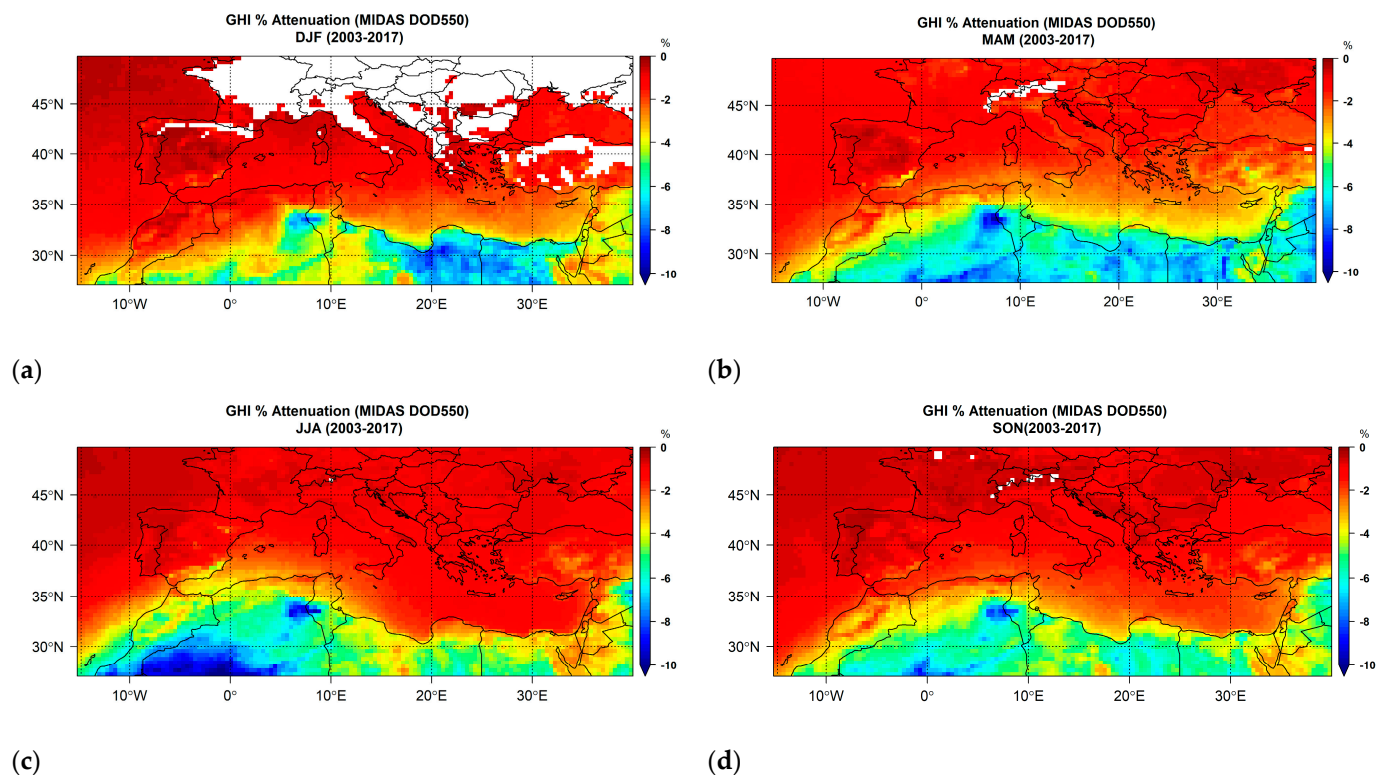 GHI % Attenuation (MIDAS DOD550)
DJF (2003-2017)
%
45°N
40°N
35°N
30°N
10°W
0°
10°E
20°E
30°E
0
-2
-4
-6
-8
-10
(a)
GHI % Attenuation (MIDAS DOD550)
MAM (2003-2017)
%
45°N
40°N
35°N
30°N
10°W
0°
10°E
20°E
30°E
0
-2
-4
-6
-8
-10
(b)
GHI % Attenuation (MIDAS DOD550)
JJA (2003-2017)
%
45°N
40°N
35°N
30°N
10°W
0°
10°E
20°E
30°E
0
-2
-4
-6
-8
-10
(c)
GHI % Attenuation (MIDAS DOD550)
SON(2003-2017)
%
45°N
40°N
35°N
30°N
10°W
0°
10°E
20°E
30°E
0
-2
-4
-6
-8
-10
(d)